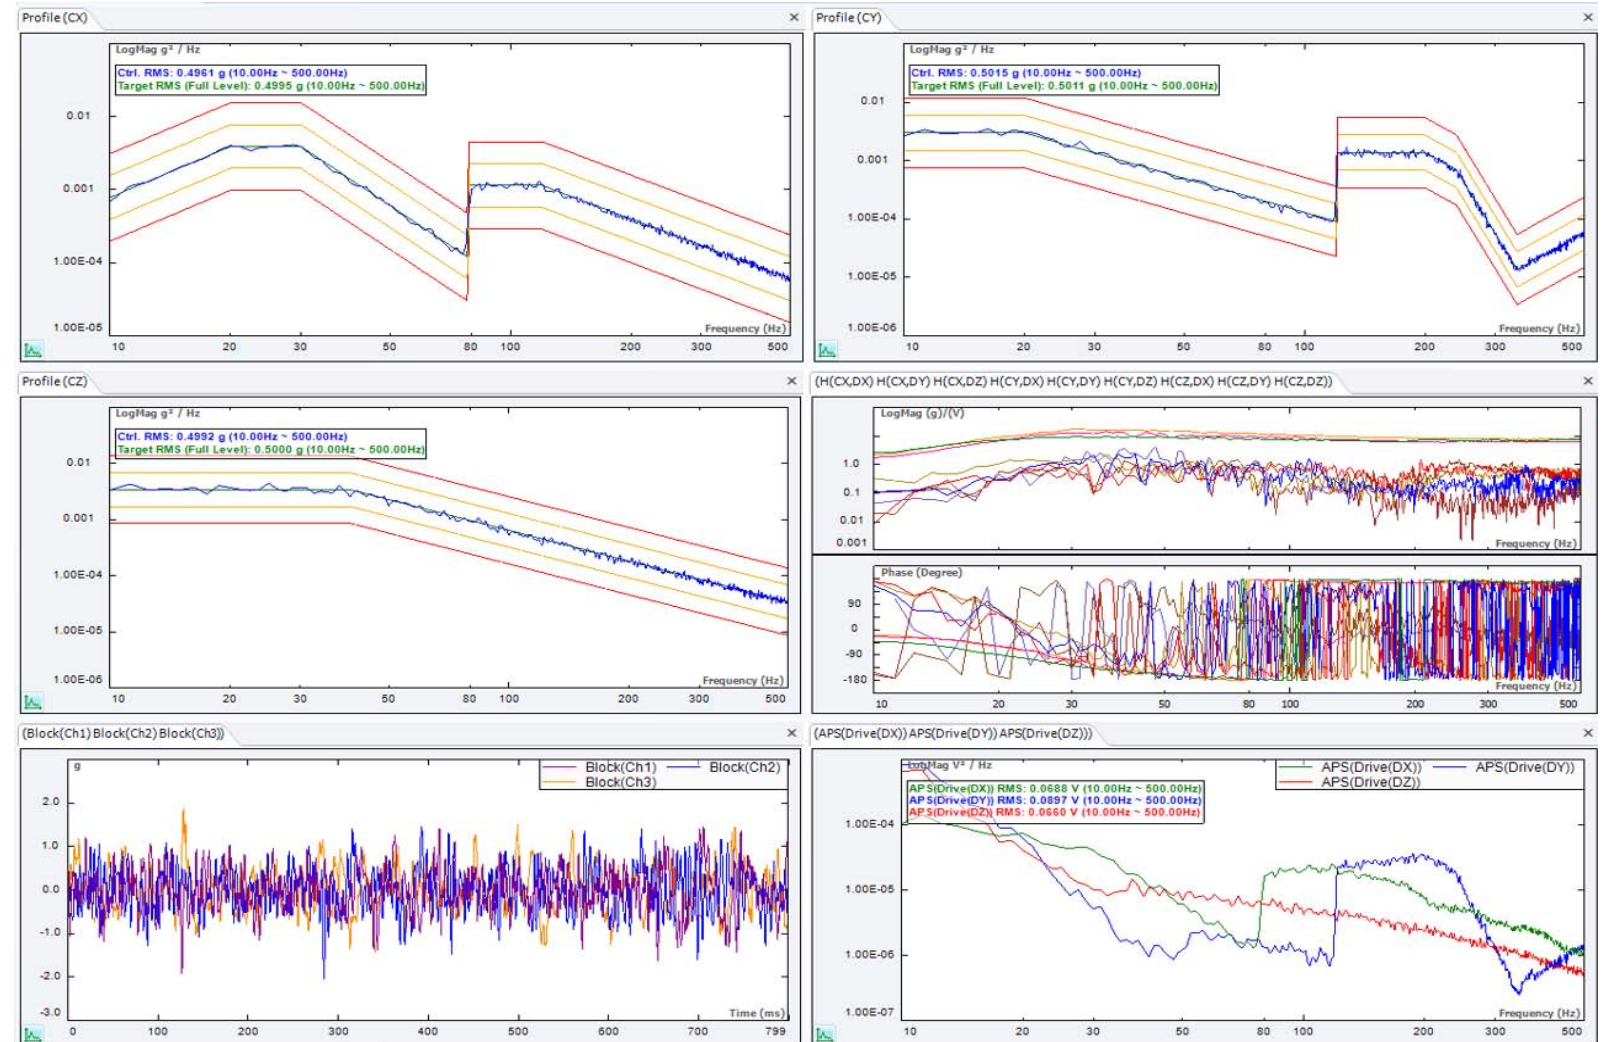 Profile (CX)
LogMag g² / Hz
Ctrl. RMS: 0.4961 g (10.00Hz ~ 500.00Hz)
Target RMS (Full Level): 0.4995 g (10.00Hz ~ 500.00Hz)
0.01
0.001
1.00E-04
1.00E-05
Frequency (Hz)
10 20 30 50 80 100 200 300 500
Profile (CY)
LogMag g² / Hz
Ctrl. RMS: 0.5015 g (10.00Hz ~ 500.00Hz)
Target RMS (Full Level): 0.5011 g (10.00Hz ~ 500.00Hz)
0.01
0.001
1.00E-04
1.00E-05
1.00E-06
Frequency (Hz)
10 20 30 50 80 100 200 300 500
Profile (CZ)
LogMag g² / Hz
Ctrl. RMS: 0.4992 g (10.00Hz ~ 500.00Hz)
Target RMS (Full Level): 0.5000 g (10.00Hz ~ 500.00Hz)
0.01
0.001
1.00E-04
1.00E-05
1.00E-06
Frequency (Hz)
10 20 30 50 80 100 200 300 500
(H(CX,DX) H(CX,DY) H(CX,DZ) H(CY,DX) H(CY,DY) H(CY,DZ) H(CZ,DX) H(CZ,DY) H(CZ,DZ))
LogMag (g)/(V)
1.0
0.1
0.01
0.001
Frequency (Hz)
Phase (Degree)
90
0
-90
-180
Frequency (Hz)
10 20 30 50 80 100 200 300 500
(Block(Ch1) Block(Ch2) Block(Ch3))
g
Block(Ch1) Block(Ch2)
Block(Ch3)
2.0
1.0
0.0
-1.0
-2.0
-3.0
Time (ms)
0 100 200 300 400 500 600 700 799
(APS(Drive(DX)) APS(Drive(DY)) APS(Drive(DZ)))
LogMag V² / Hz
APS(Drive(DX)) APS(Drive(DY))
APS(Drive(DZ))
APS(Drive(DX)) RMS: 0.0688 V (10.00Hz ~ 500.00Hz)
APS(Drive(DY)) RMS: 0.0897 V (10.00Hz ~ 500.00Hz)
APS(Drive(DZ)) RMS: 0.0660 V (10.00Hz ~ 500.00Hz)
1.00E-04
1.00E-05
1.00E-06
1.00E-07
Frequency (Hz)
10 20 30 50 80 100 200 300 500